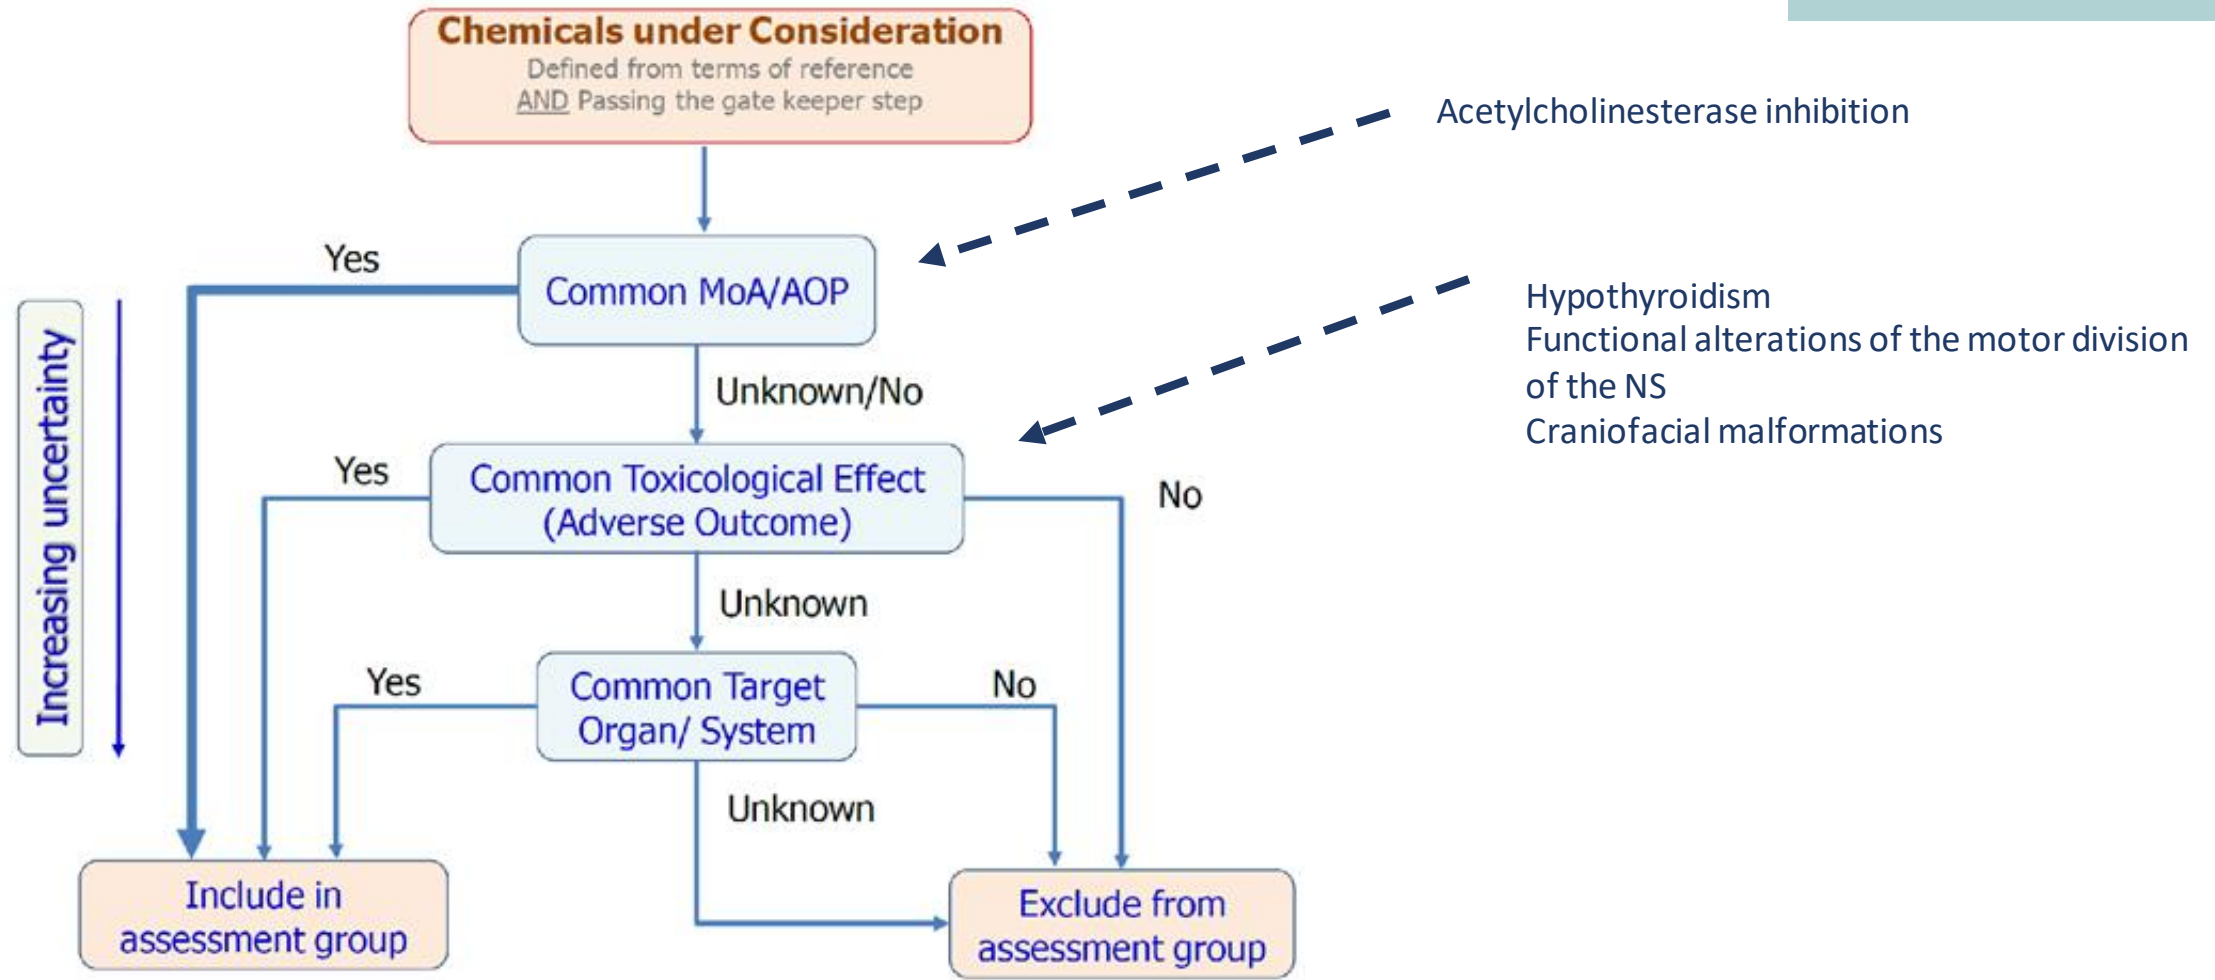 Chemicals under Consideration
Defined from terms of reference
AND Passing the gate keeper step
Acetylcholinesterase inhibition
Yes
Common MoA/AOP
Hypothyroidism
Functional alterations of the motor division
of the NS
Craniofacial malformations
Increasing uncertainty
Unknown/No
Yes
Common Toxicological Effect
(Adverse Outcome)
No
Unknown
Yes
Common Target
Organ/ System
No
Unknown
Include in
assessment group
Exclude from
assessment group